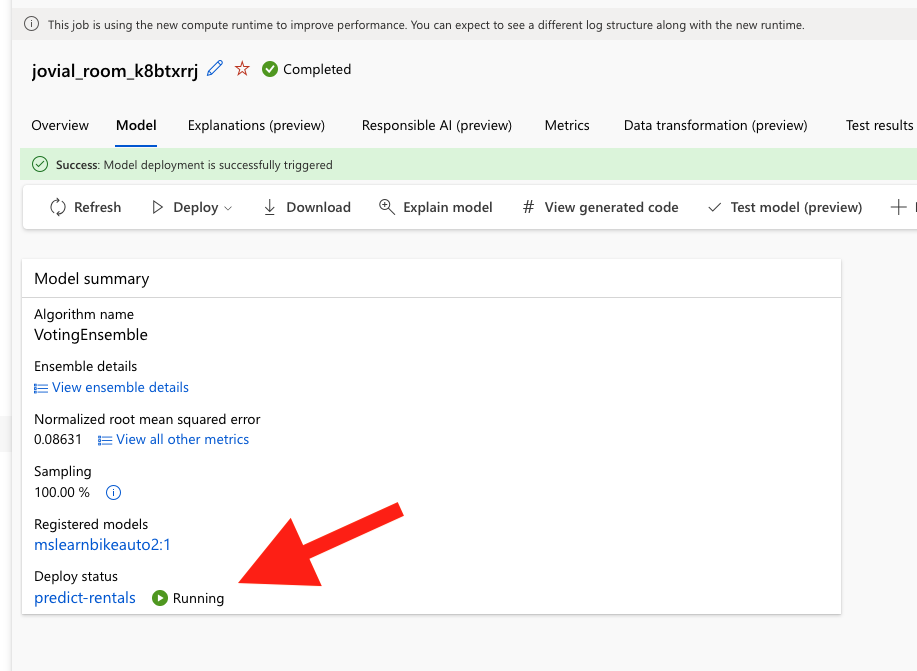 This job is using the new compute runtime to improve performance. You can expect to see a different log structure along with the new runtime.
jovial_room_k8btxrrj Completed
Overview Model Explanations (preview) Responsible AI (preview) Metrics Data transformation (preview) Test results
Success: Model deployment is successfully triggered
Refresh Deploy Download Explain model # View generated code Test model (preview)
Model summary
Algorithm name
VotingEnsemble
Ensemble details
View ensemble details
Normalized root mean squared error
0.08631 View all other metrics
Sampling
100.00 %
Registered models
mslearnbikeauto2:1
Deploy status
predict-rentals Running